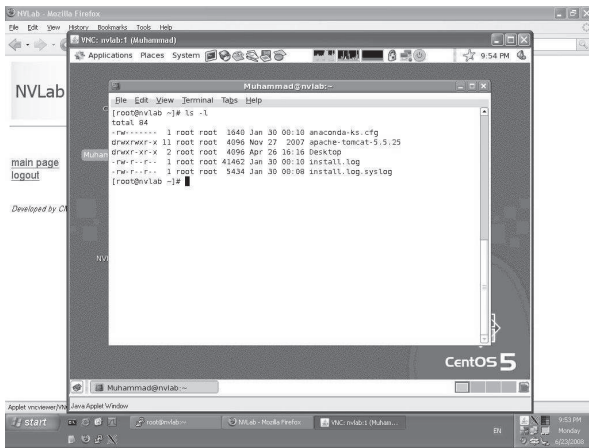 NVLab - Mozilla Firefox
File Edit View History Bookmarks Tools Help
VNC: nvlab:1 (Muhammad)
Applications Places System
9:54 PM
NVLab
main page
logout
Muhammad@nvlab:~
File Edit View Terminal Tabs Help
[root@nvlab ~]# ls -l
total 84
-rw------- 1 root root 1640 Jan 30 00:10 anaconda-ks.cfg
drwxrwxr-x 11 root root 4096 Nov 27 2007 apache-tomcat-5.5.25
drwxr-xr-x 2 root root 4096 Apr 26 16:16 Desktop
-rw-r--r-- 1 root root 41462 Jan 30 00:10 install.log
-rw-r--r-- 1 root root 5434 Jan 30 00:08 install.log.syslog
[root@nvlab ~]#
Developed by
CentOS 5
Muhammad@nvlab:~
Java Applet Window
start
root@nvlab:~
NVLab - Mozilla Firefox
VNC: nvlab:1 (Muham...
EN
9:53 PM
Monday
6/23/2008